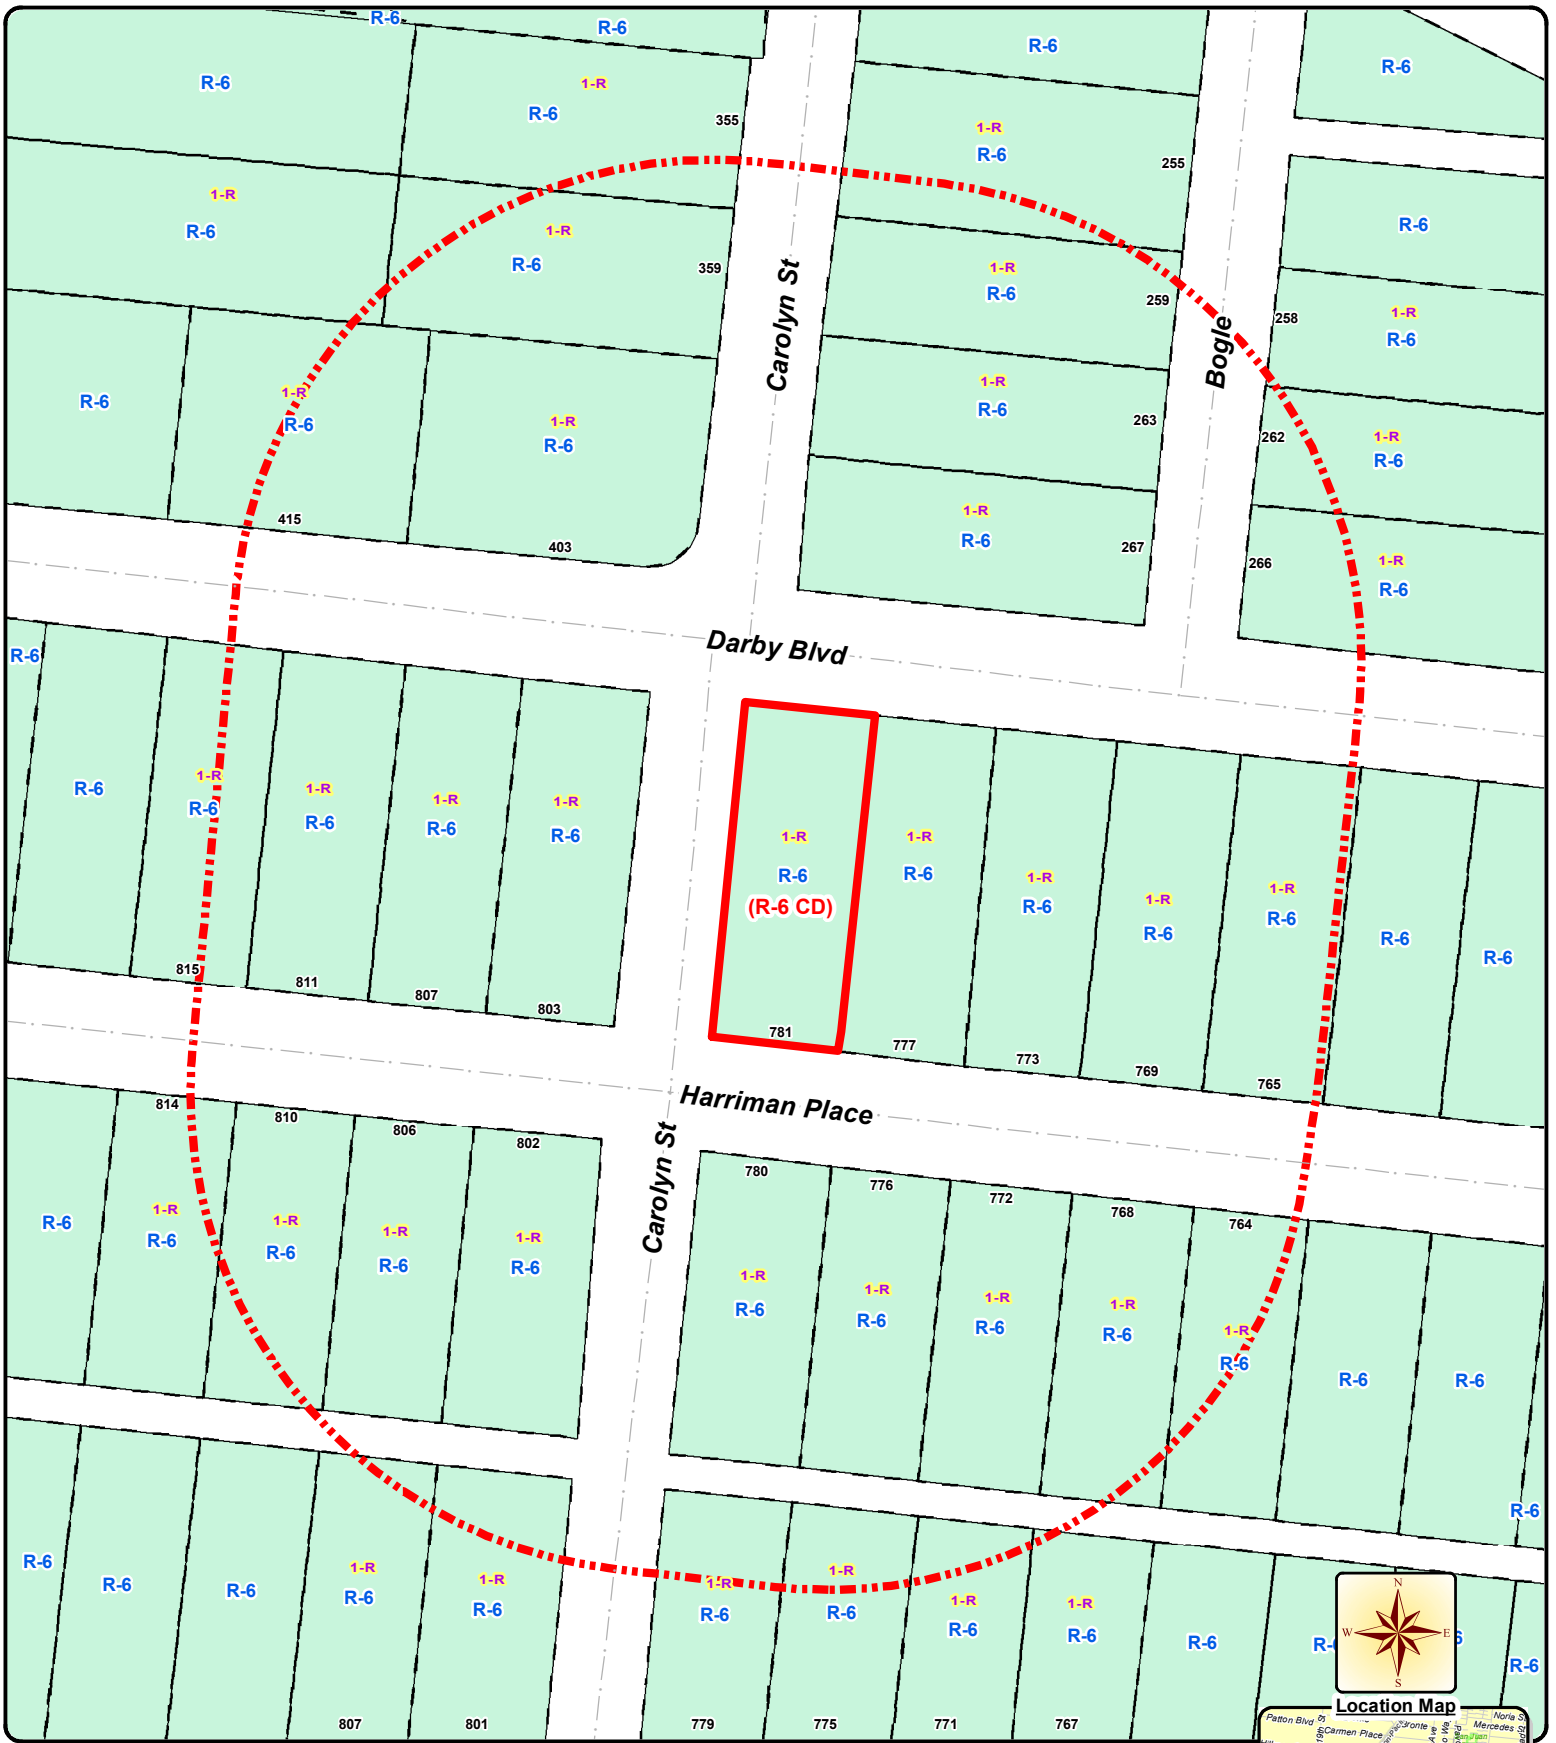 R-6
R-6
R-6
R-6
R-6
1-R
R-6
355
1-R
R-6
255
1-R
R-6
1-R
R-6
359
R-6
1-R
R-6
259
258
1-R
R-6
Carolyn St
Bogle
R-6
1-R
R-6
415
1-R
R-6
403
1-R
R-6
263
262
1-R
R-6
1-R
R-6
267
266
1-R
R-6
Darby Blvd
R-6
R-6
1-R
R-6
815
1-R
R-6
811
1-R
R-6
807
1-R
R-6
803
1-R
R-6
(R-6 CD)
781
1-R
R-6
777
1-R
R-6
773
1-R
R-6
769
1-R
R-6
765
R-6
R-6
Harriman Place
Carolyn St
R-6
814
1-R
R-6
810
1-R
R-6
806
1-R
R-6
802
1-R
R-6
780
1-R
R-6
776
1-R
R-6
772
1-R
R-6
768
1-R
R-6
764
1-R
R-6
R-6
R-6
R-6
R-6
R-6
R-6
1-R
R-6
807
1-R
R-6
801
1-R
R-6
779
1-R
R-6
775
1-R
R-6
771
1-R
R-6
767
R-6
R-6
N
W
E
S
Location Map
Patton Blvd
Carmen Place
19th St
Noria S
Mercedes S